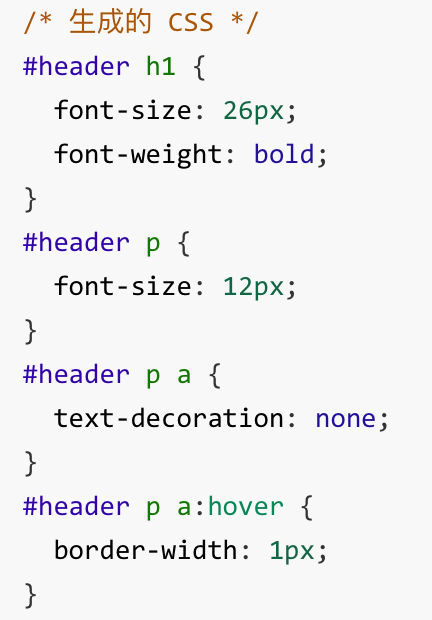 /* 生成的 CSS */
#header h1 {
  font-size: 26px;
  font-weight: bold;
}
#header p {
  font-size: 12px;
}
#header p a {
  text-decoration: none;
}
#header p a:hover {
  border-width: 1px;
}